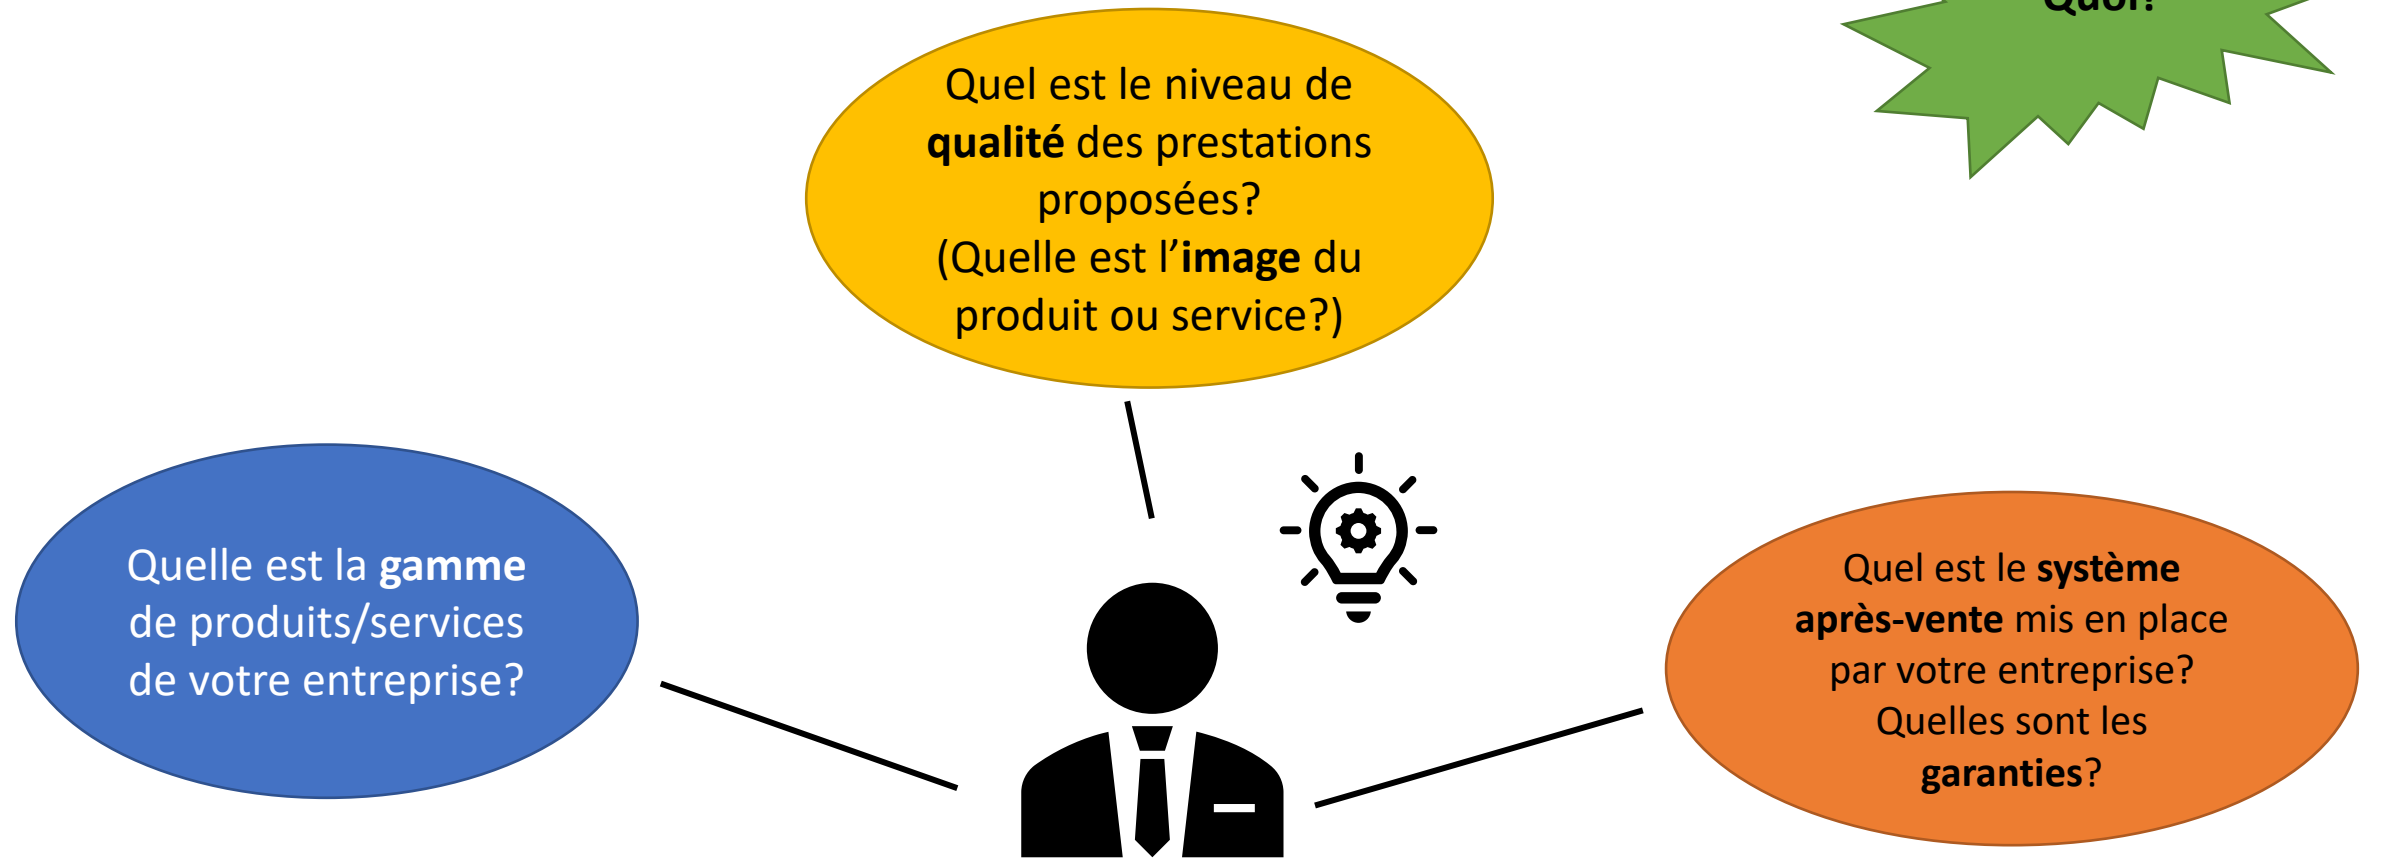 Quoi?
Quel est le niveau de
qualité des prestations
proposées?
(Quelle est l’image du
produit ou service?)
Quelle est la gamme
de produits/services
de votre entreprise?
Quel est le système
après-vente mis en place
par votre entreprise?
Quelles sont les
garanties?